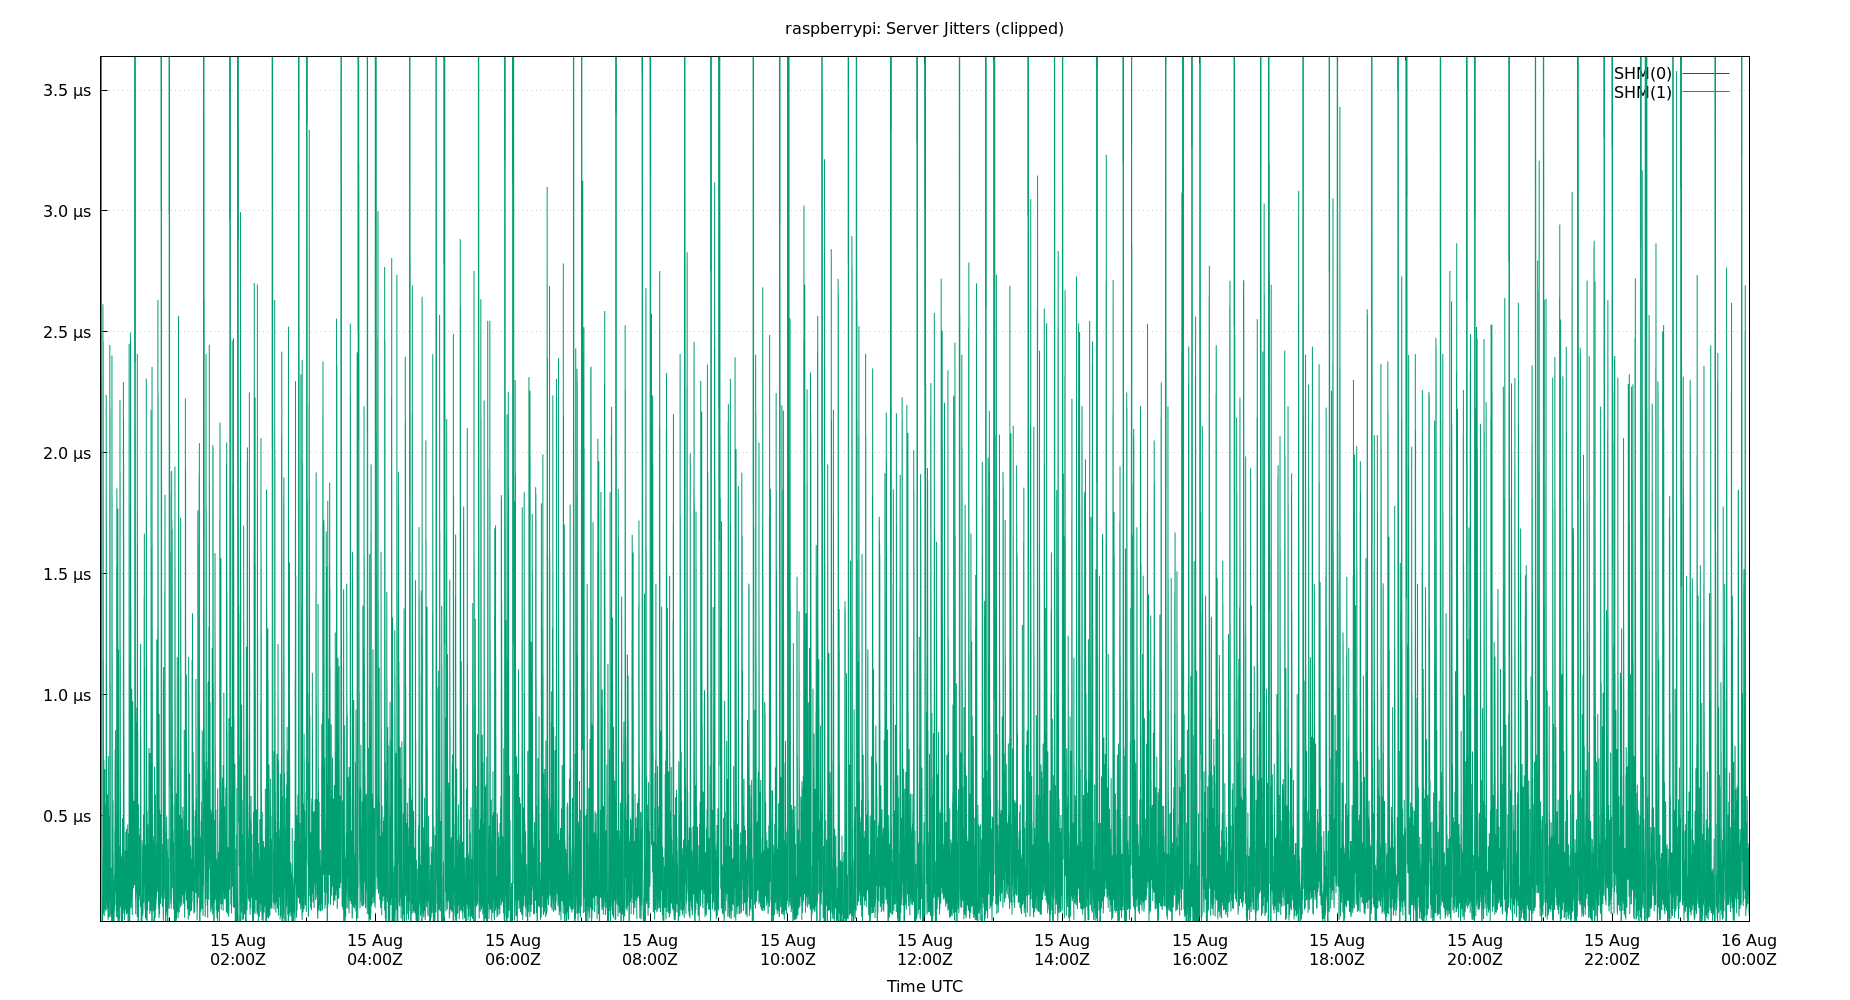 raspberrypi: Server Jitters (clipped)
SHM(0)
SHM(1)
3.5 µs
3.0 µs
2.5 µs
2.0 µs
1.5 µs
1.0 µs
0.5 µs
15 Aug 15 Aug 15 Aug 15 Aug 15 Aug 15 Aug 15 Aug 15 Aug 15 Aug 15 Aug 15 Aug 16 Aug
02:00Z 04:00Z 06:00Z 08:00Z 10:00Z 12:00Z 14:00Z 16:00Z 18:00Z 20:00Z 22:00Z 00:00Z
Time UTC